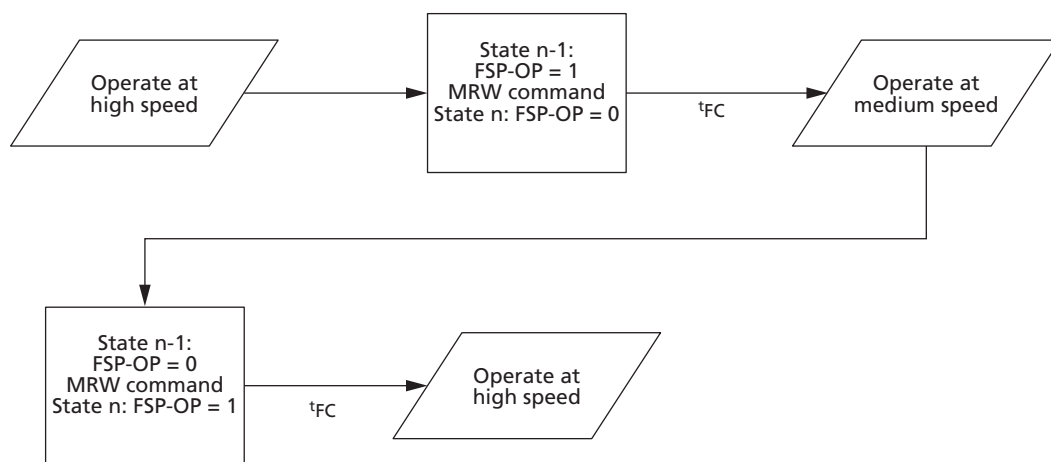 Operate at
high speed
State n-1:
FSP-OP = 1
MRW command
State n: FSP-OP = 0
tFC
Operate at
medium speed
State n-1:
FSP-OP = 0
MRW command
State n: FSP-OP = 1
tFC
Operate at
high speed